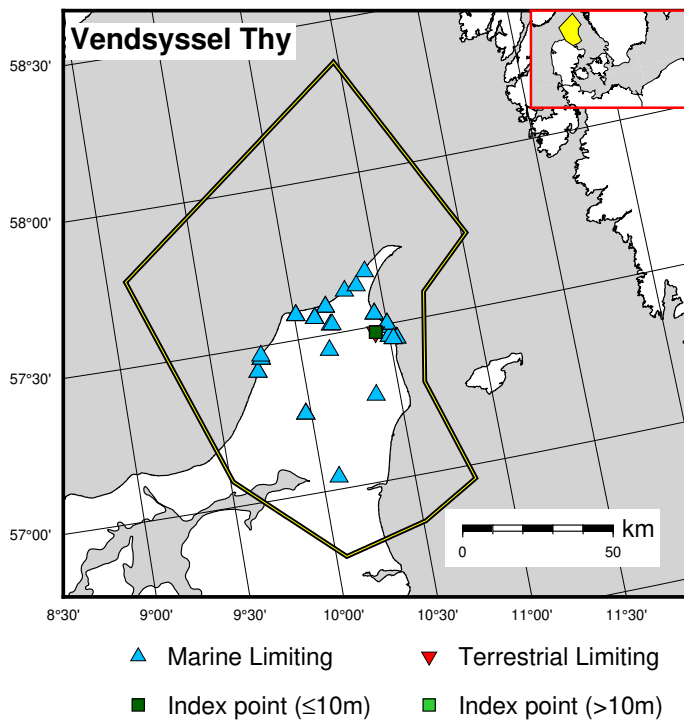 Vendsyssel Thy
58°30'
58°00'
57°30'
57°00'
km
0 50
8°30' 9°00' 9°30' 10°00' 10°30' 11°00' 11°30'
Marine Limiting Terrestrial Limiting
Index point (≤10m) Index point (>10m)